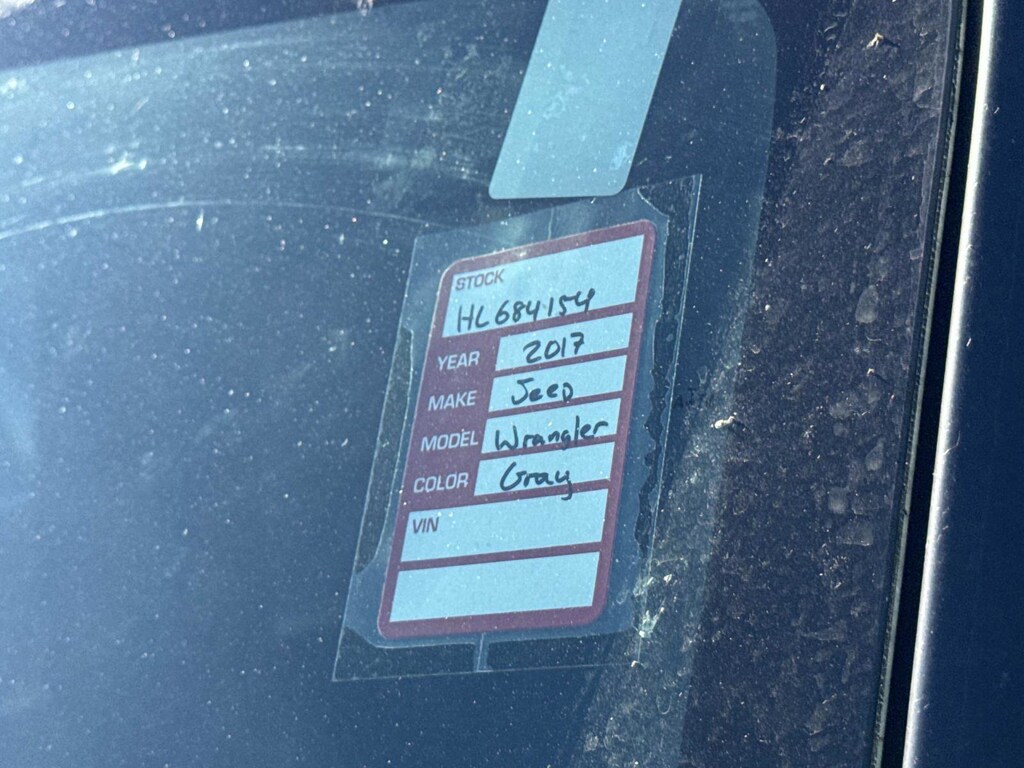 STOCK
HL684154
YEAR 2017
MAKE Jeep
MODEL Wrangler
COLOR Gray
VIN